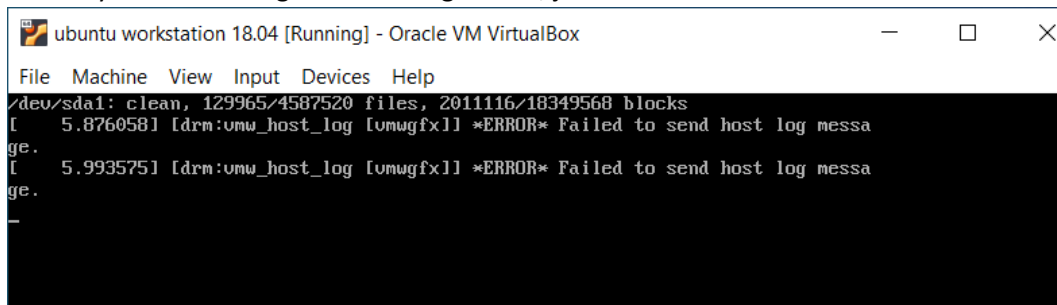 ubuntu workstation 18.04 [Running] - Oracle VM VirtualBox
File Machine View Input Devices Help
/dev/sda1: clean, 129965/4587520 files, 2011116/18349568 blocks
[    5.876058] [drm:vmw_host_log [vmwgfx]] *ERROR* Failed to send host log messa
ge.
[    5.993575] [drm:vmw_host_log [vmwgfx]] *ERROR* Failed to send host log messa
ge.